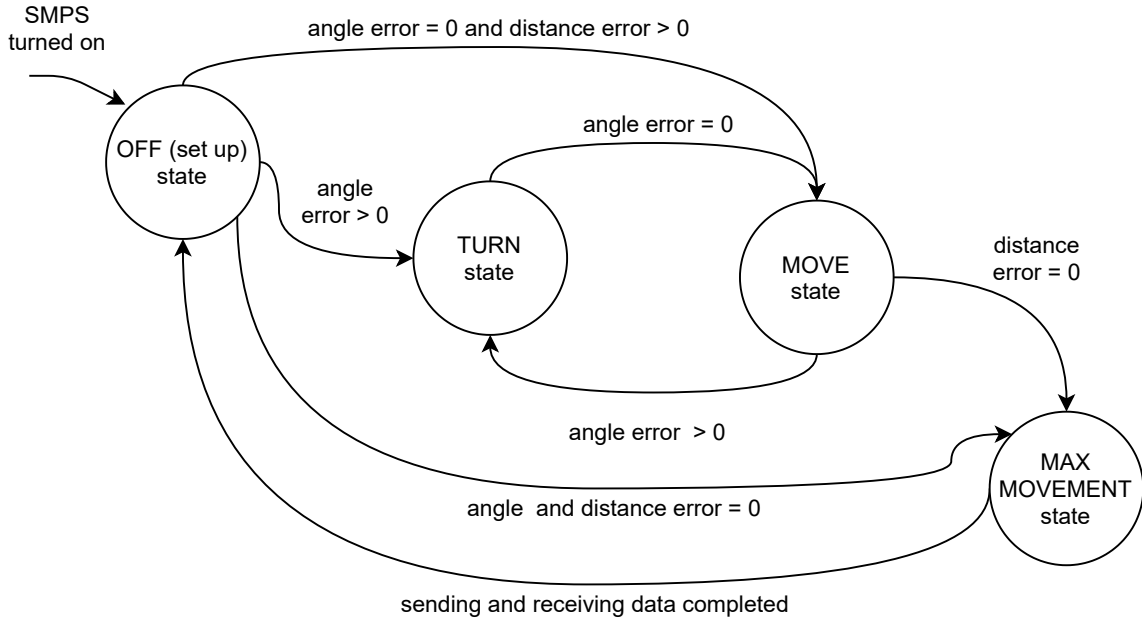 SMPS
turned on
angle error = 0 and distance error > 0
OFF (set up)
state
angle error = 0
angle
error > 0
TURN
state
MOVE
state
distance
error = 0
angle error  > 0
MAX
MOVEMENT
state
angle  and distance error = 0
sending and receiving data completed